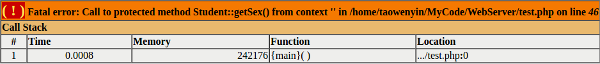 ( ! ) Fatal error: Call to protected method Student::getSex() from context '' in /home/taowenyin/MyCode/WebServer/test.php on line 46
Call Stack
# Time Memory Function Location
1 0.0008 242176 {main}( ) .../test.php:0